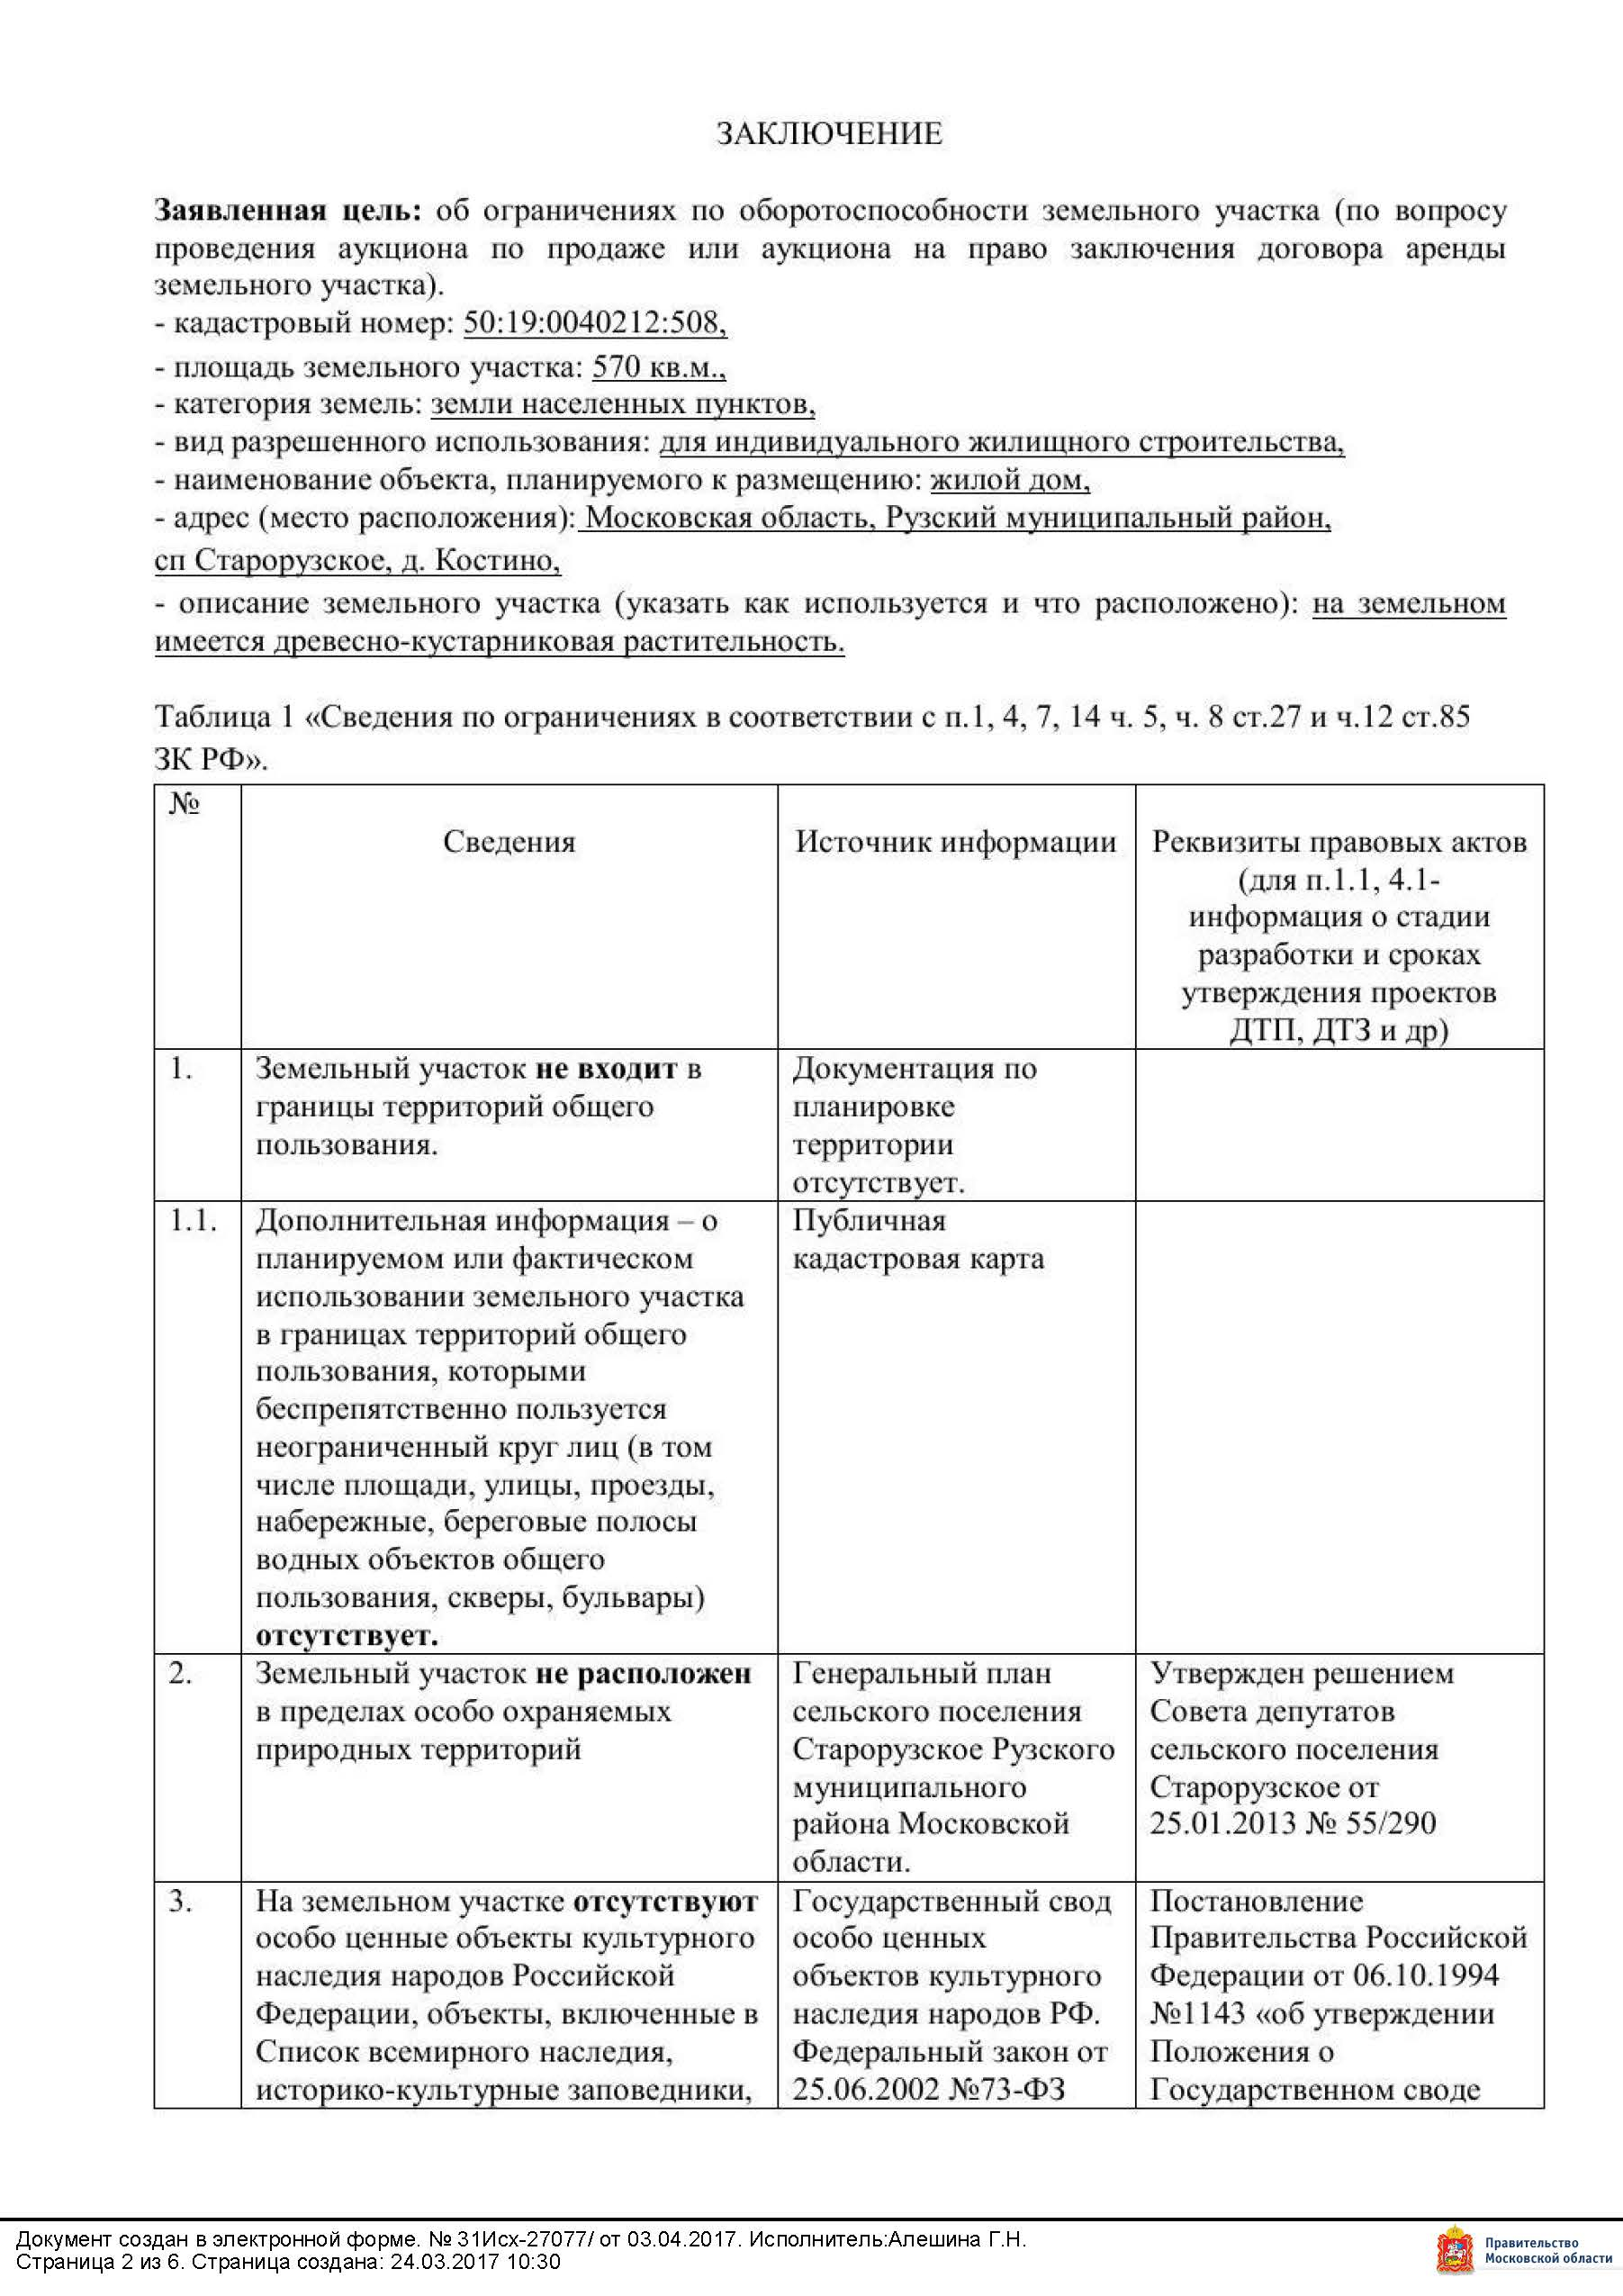 ЗАКЛЮЧЕНИЕ
Заявленная цель: об ограничениях по оборотоспособности земельного участка (по вопросу
проведения аукциона по продаже или аукциона на право заключения договора аренды
земельного участка).
- кадастровый номер: 50:19:0040212:508,
- площадь земельного участка: 570 кв.м.,
- категория земель: земли населенных пунктов,
- вид разрешенного использования: для индивидуального жилищного строительства,
- наименование объекта, планируемого к размещению: жилой дом,
- адрес (место расположения): Московская область, Рузский муниципальный район,
сп Старорузское, д. Костино,
- описание земельного участка (указать как используется и что расположено): на земельном
имеется древесно-кустарниковая растительность.
Таблица 1 «Сведения по ограничениях в соответствии с п.1, 4, 7, 14 ч. 5, ч. 8 ст.27 и ч.12 ст.85
ЗК РФ».
№
Сведения
Источник информации
Реквизиты правовых актов
(для п.1.1, 4.1-
информация о стадии
разработки и сроках
утверждения проектов
ДТП, ДТЗ и др)
1.
Земельный участок не входит в
границы территорий общего
пользования.
Документация по
планировке
территории
отсутствует.
1.1.
Дополнительная информация – о
планируемом или фактическом
использовании земельного участка
в границах территорий общего
пользования, которыми
беспрепятственно пользуется
неограниченный круг лиц (в том
числе площади, улицы, проезды,
набережные, береговые полосы
водных объектов общего
пользования, скверы, бульвары)
отсутствует.
Публичная
кадастровая карта
2.
Земельный участок не расположен
в пределах особо охраняемых
природных территорий
Генеральный план
сельского поселения
Старорузское Рузского
муниципального
района Московской
области.
Утвержден решением
Совета депутатов
сельского поселения
Старорузское от
25.01.2013 № 55/290
3.
На земельном участке отсутствуют
особо ценные объекты культурного
наследия народов Российской
Федерации, объекты, включенные в
Список всемирного наследия,
историко-культурные заповедники,
Государственный свод
особо ценных
объектов культурного
наследия народов РФ.
Федеральный закон от
25.06.2002 №73-ФЗ
Постановление
Правительства Российской
Федерации от 06.10.1994
№1143 «об утверждении
Положения о
Государственном своде
Документ создан в электронной форме. № 31Исх-27077/ от 03.04.2017. Исполнитель:Алешина Г.Н.
Страница 2 из 6. Страница создана: 24.03.2017 10:30
Правительство
Московской области